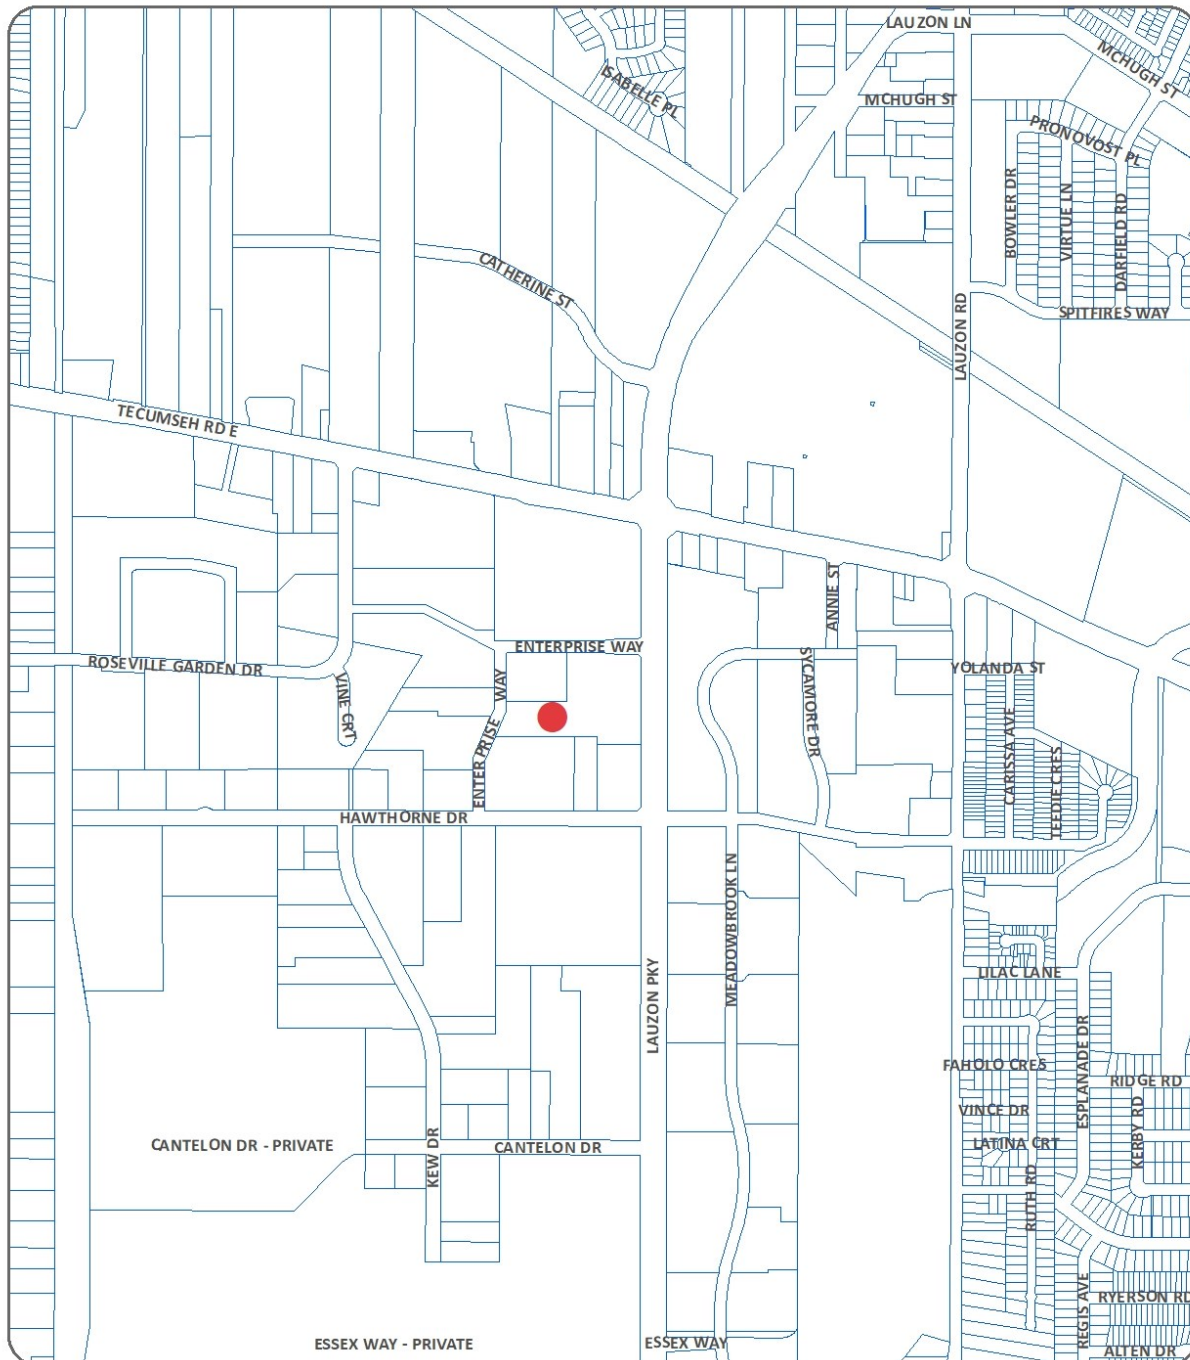 LAUZON LN
MCHUGH ST
ISABELLE PL
MCHUGH ST
PRONOVOST PL
BOWLER DR
VIRTUE LN
DARFIELD RD
CATHERINE ST
SPITFIRES WAY
LAUZON RD
TECUMSEH RD E
ANNIE ST
ENTERPRISE WAY
ROSEVILLE GARDEN DR
YOLANDA ST
VINE CRT
ENTERPRISE WAY
SYCAMORE DR
CARISSA AVE
TEEDIE CRES
HAWTHORNE DR
MEADOWBROOK LN
LILAC LANE
LAUZON PKY
ESPLANADE DR
FAHOLO CRES
RIDGE RD
VINCE DR
KERBY RD
CANTELON DR - PRIVATE
KEW DR
CANTELON DR
LATINA CRT
RUTH RD
REGIS AVE
RYERSON RD
ESSEX WAY - PRIVATE
ESSEX WAY
ALTEN DR